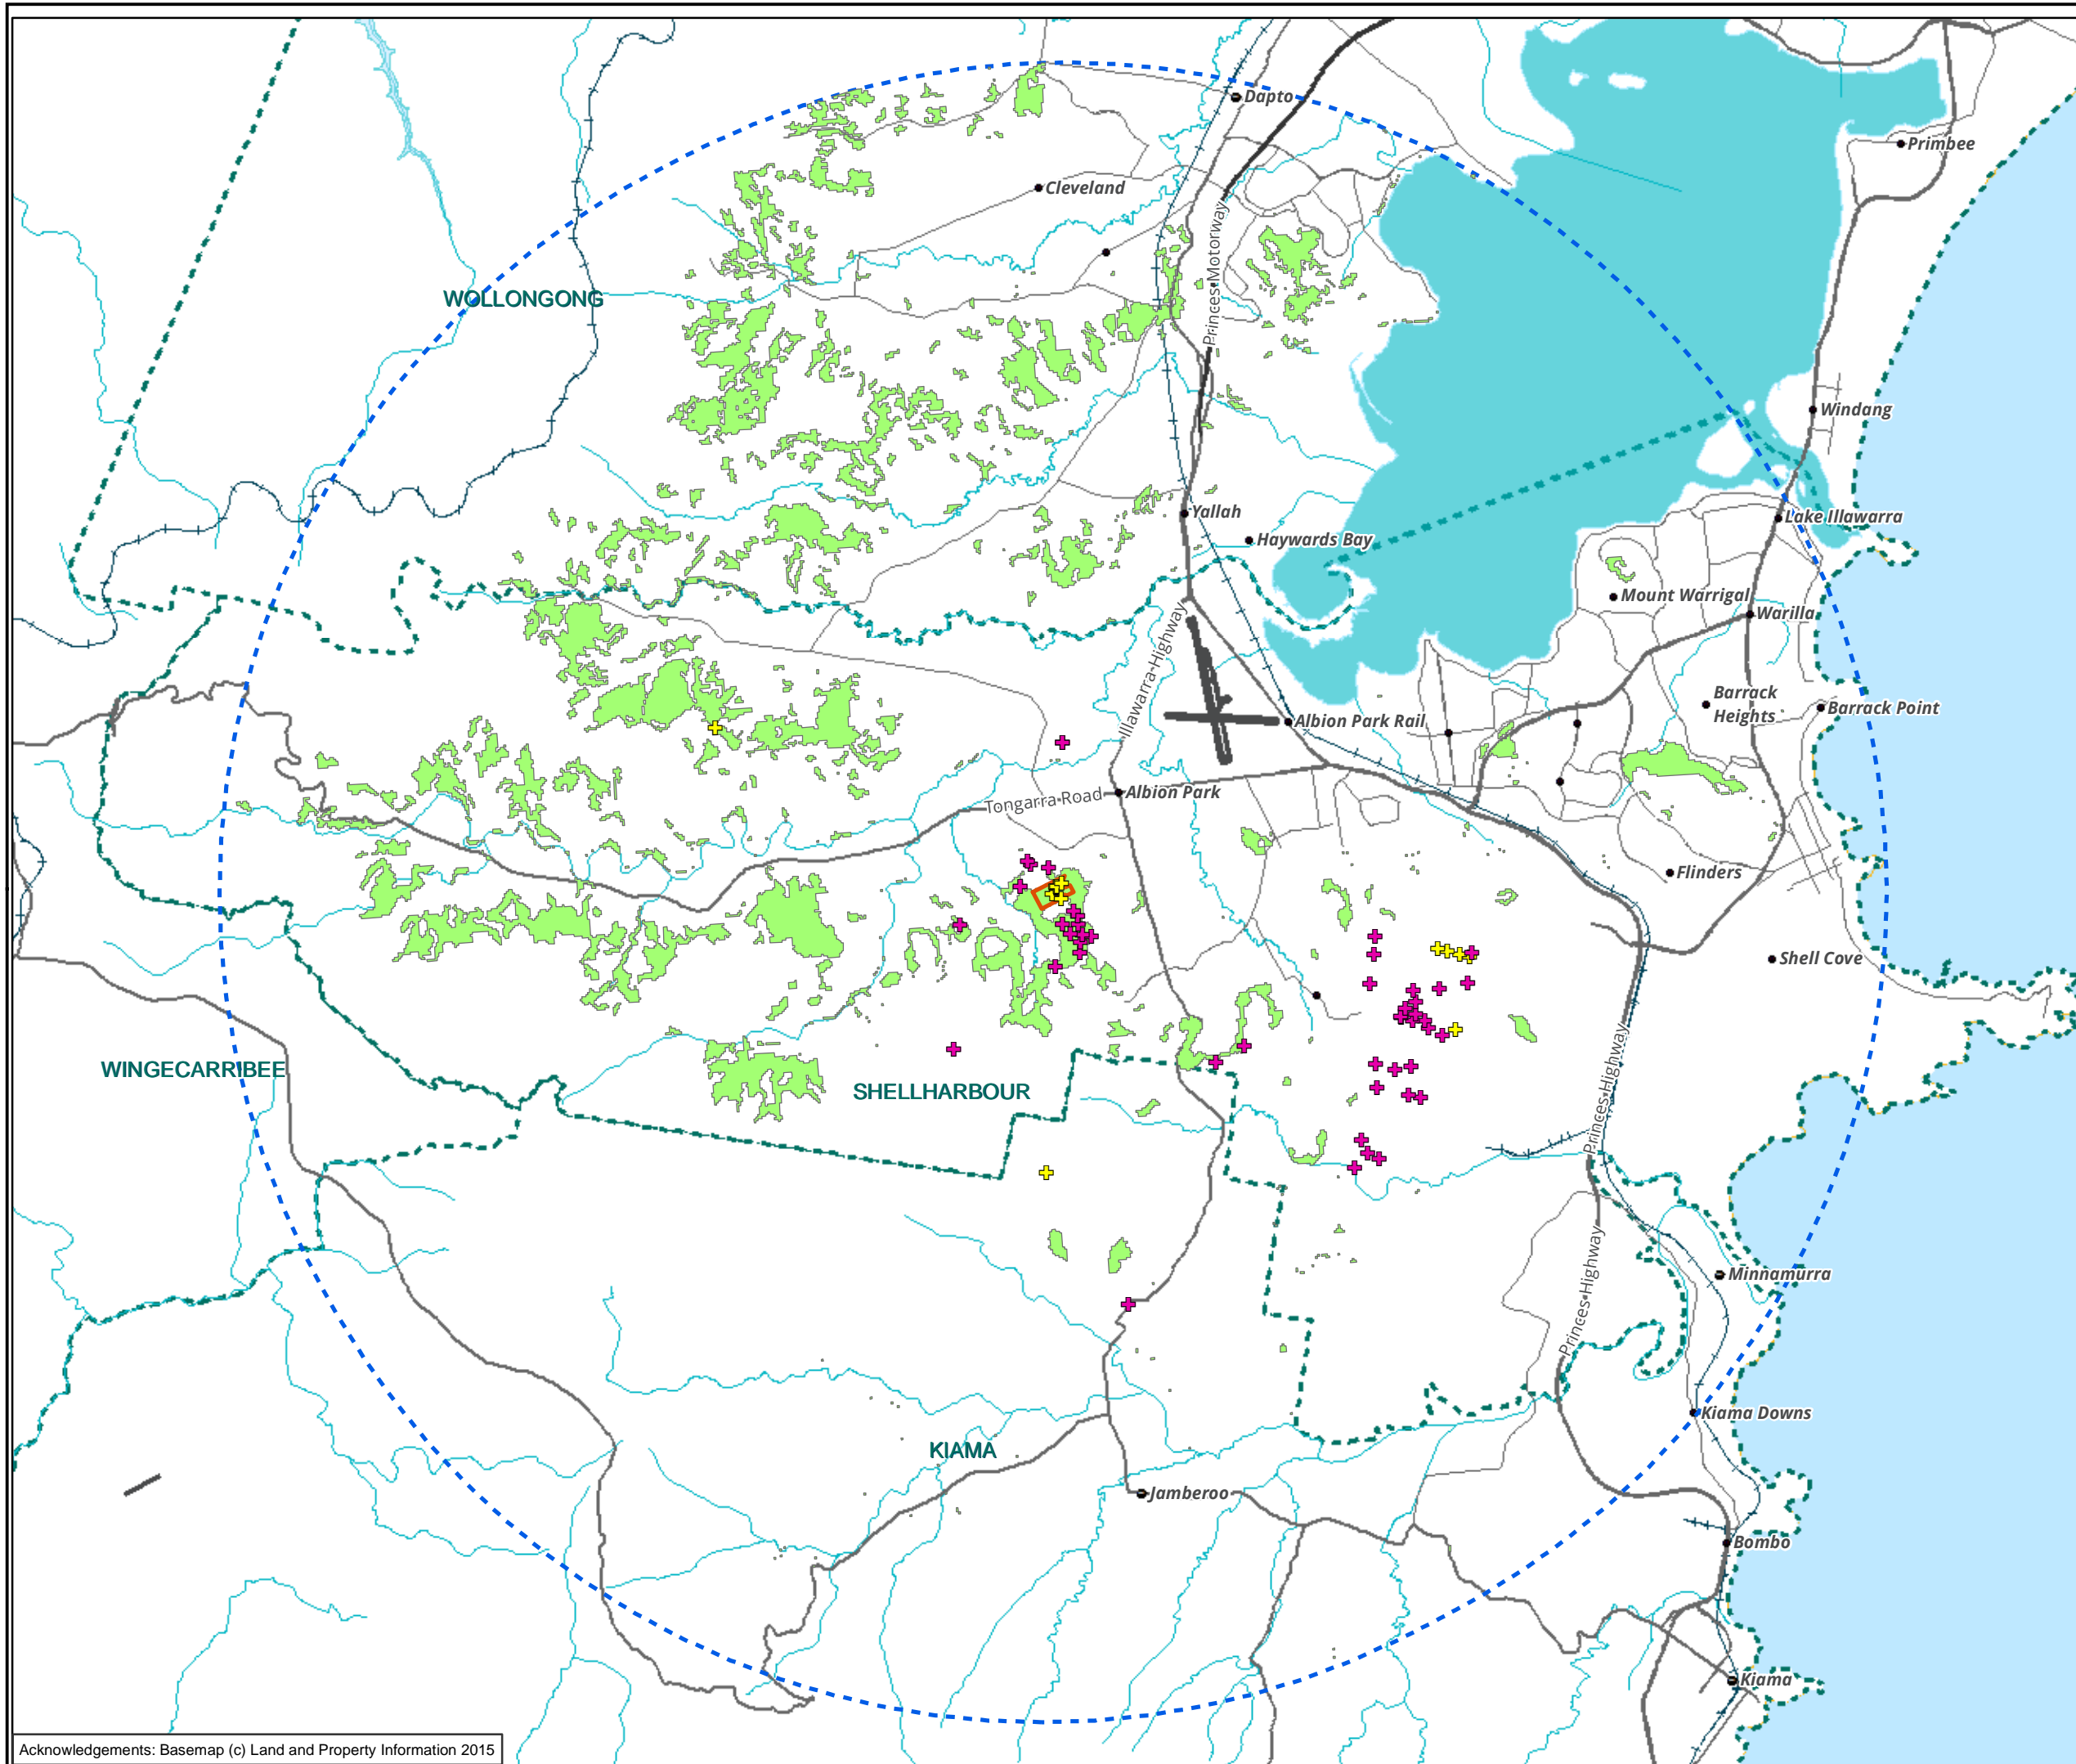 Dapto
Primbee
Cleveland
Princes Motorway
WOLLONGONG
Windang
Yallah
Lake Illawarra
Haywards Bay
Mount Warrigal
Warilla
Illawarra Highway
Barrack
Heights
Barrack Point
Albion Park Rail
Tongarra Road
Albion Park
Flinders
Shell Cove
WINGECARRIBEE
SHELLHARBOUR
Princes Highway
Minnamurra
Princes Highway
Kiama Downs
KIAMA
Jamberoo
Bombo
Kiama
Acknowledgements: Basemap (c) Land and Property Information 2015